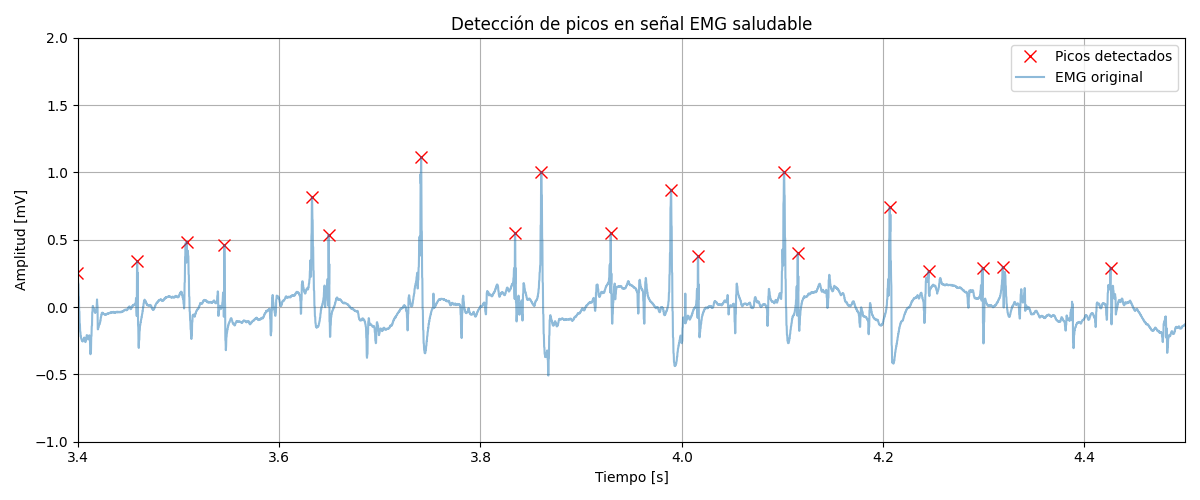 Detección de picos en señal EMG saludable
Picos detectados
EMG original
Amplitud [mV]
2.0
1.5
1.0
0.5
0.0
−0.5
−1.0
3.4 3.6 3.8 4.0 4.2 4.4
Tiempo [s]